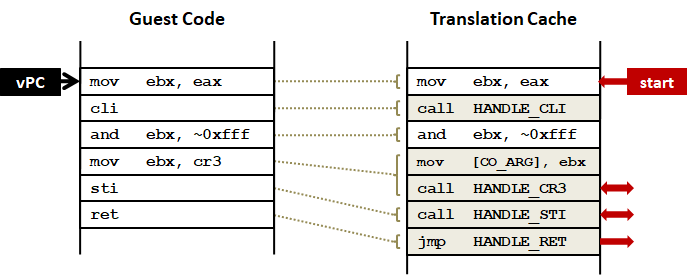 Guest Code
Translation Cache
vPC
mov ebx, eax
cli
and ebx, ~0xfff
mov ebx, cr3
sti
ret
mov ebx, eax
call HANDLE_CLI
and ebx, ~0xfff
mov [CO_ARG], ebx
call HANDLE_CR3
call HANDLE_STI
jmp HANDLE_RET
start